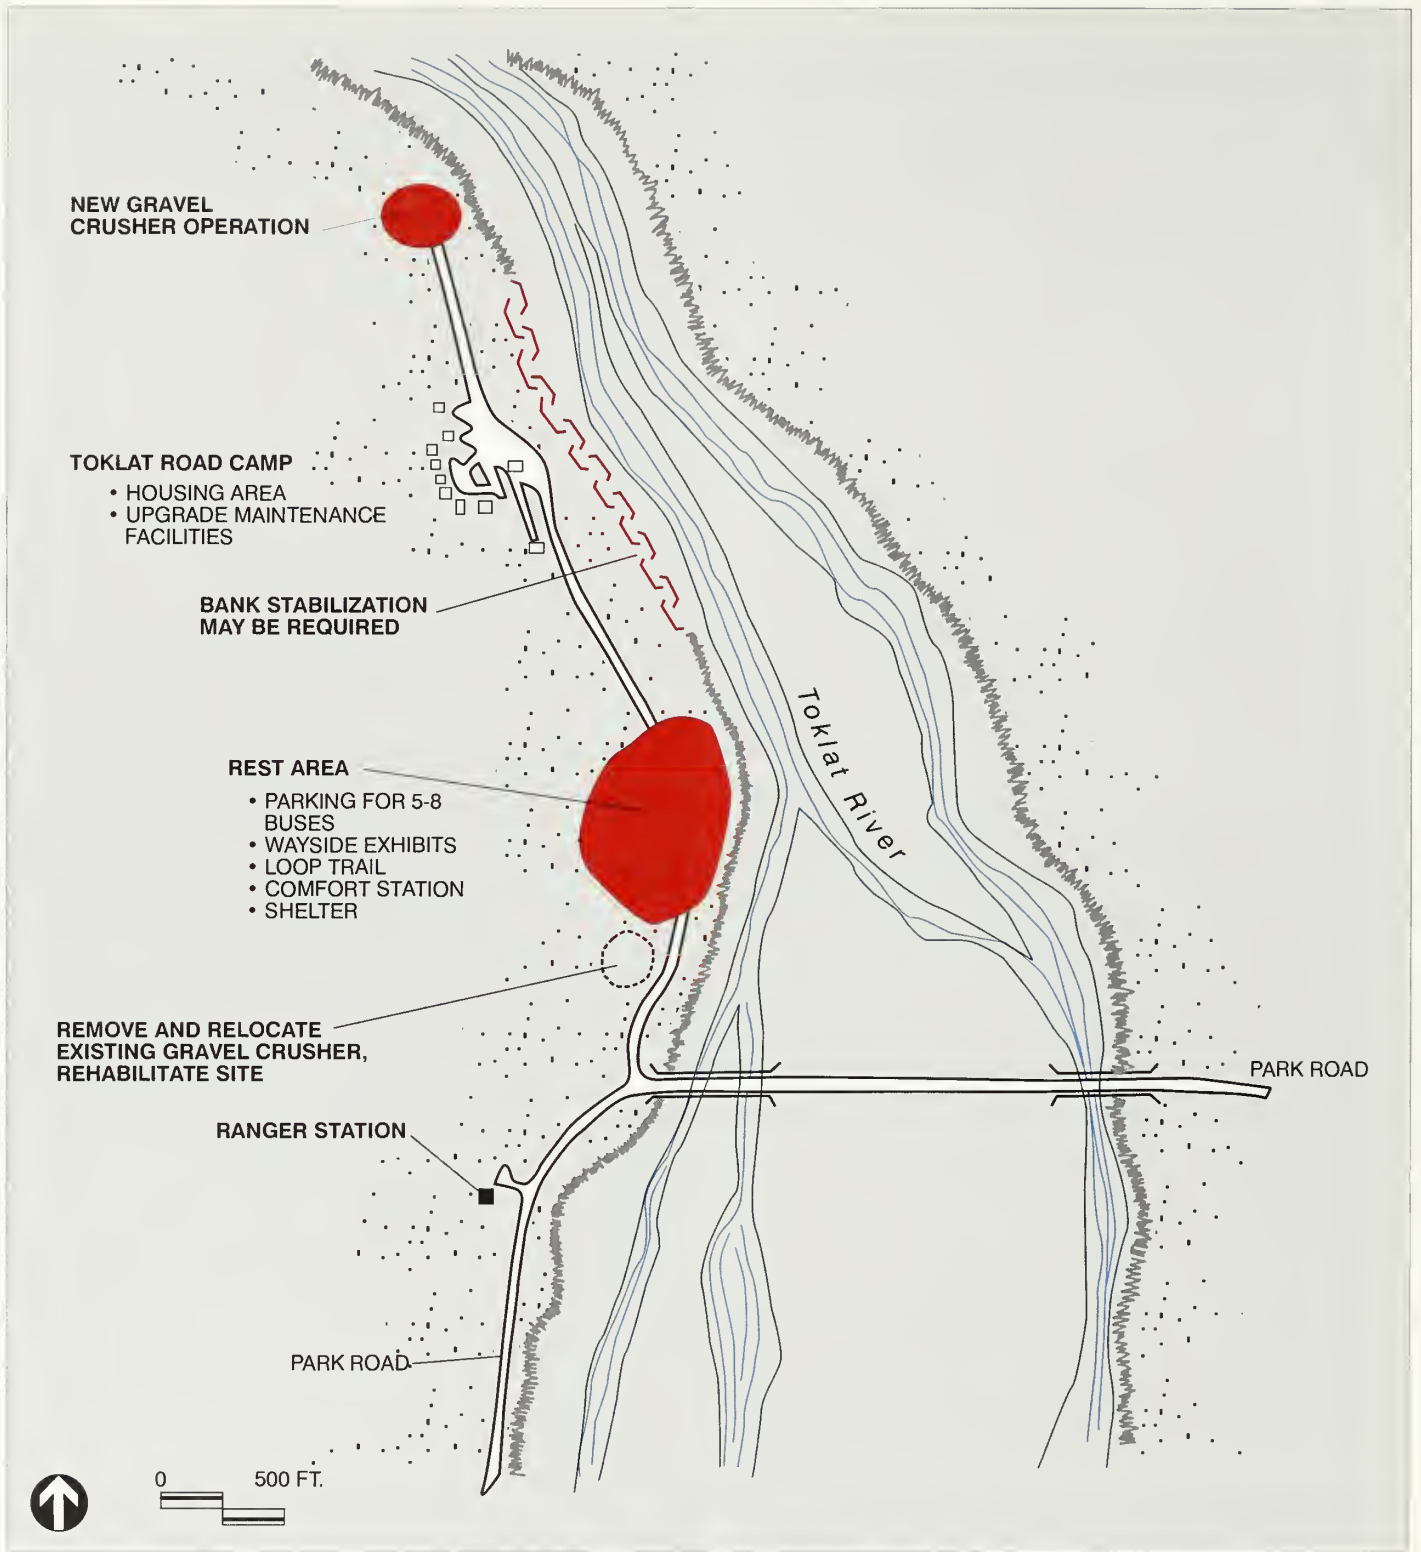 NEW GRAVEL
CRUSHER OPERATION
TOKLAT ROAD CAMP
• HOUSING AREA
• UPGRADE MAINTENANCE
FACILITIES
BANK STABILIZATION
MAY BE REQUIRED
Toklat River
REST AREA
• PARKING FOR 5-8
BUSES
• WAYSIDE EXHIBITS
• LOOP TRAIL
• COMFORT STATION
• SHELTER
REMOVE AND RELOCATE
EXISTING GRAVEL CRUSHER,
REHABILITATE SITE
PARK ROAD
RANGER STATION
PARK ROAD
0 500 FT.